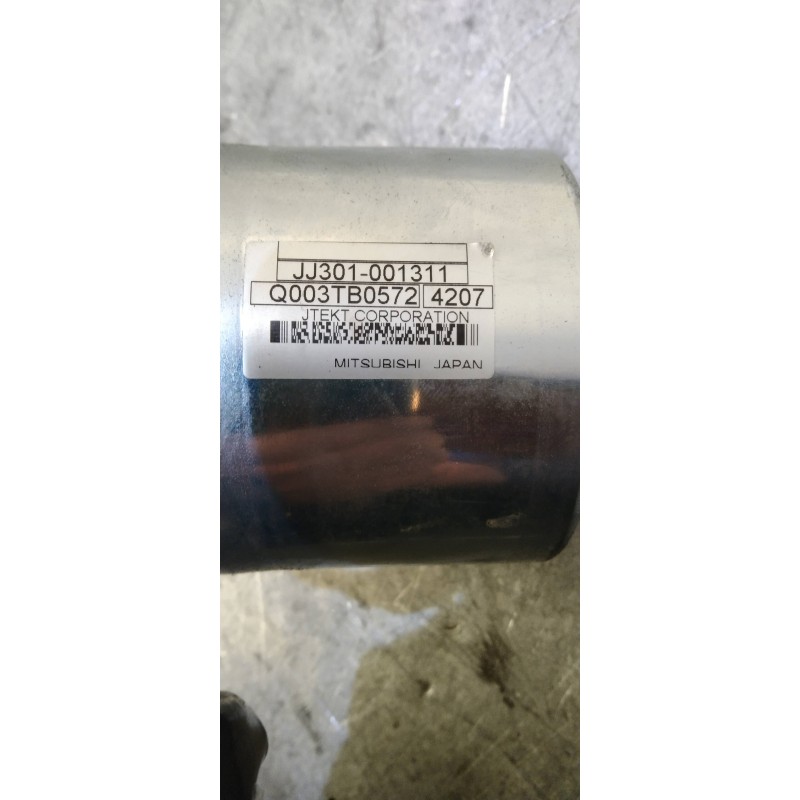 JJ301-001311
Q003TB0572 4207
JTEKT CORPORATION
MITSUBISHI JAPAN